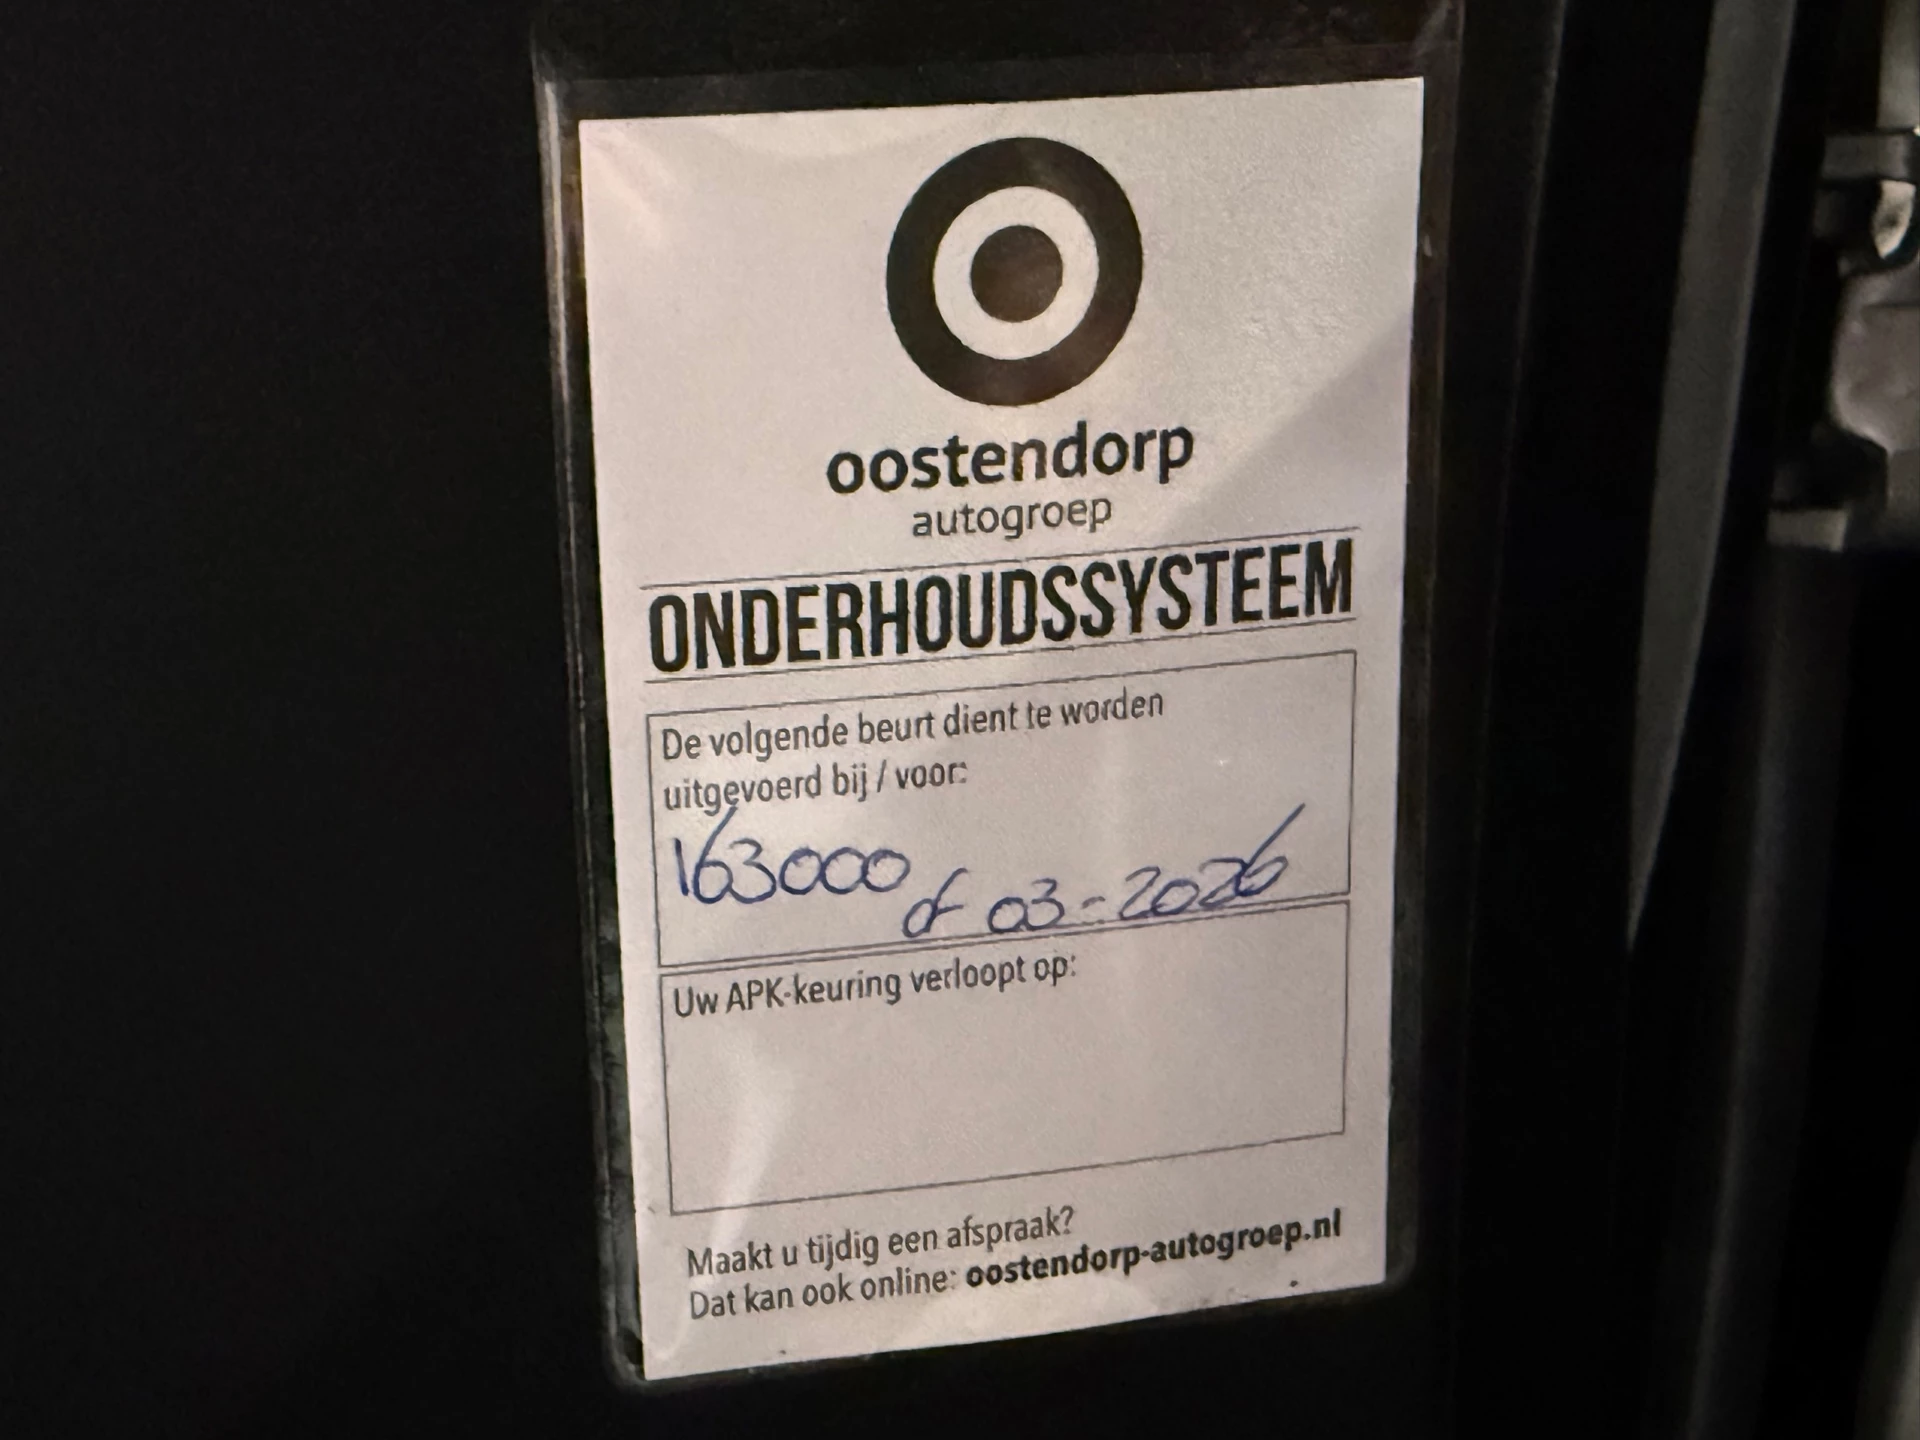 oostendorp
autogroep
ONDERHOUDSSYSTEEM
De volgende beurt dient te worden
uitgevoerd bij / voor:
163000 of 03-2026
Uw APK-keuring verloopt op:
Maakt u tijdig een afspraak?
Dat kan ook online: oostendorp-autogroep.nl